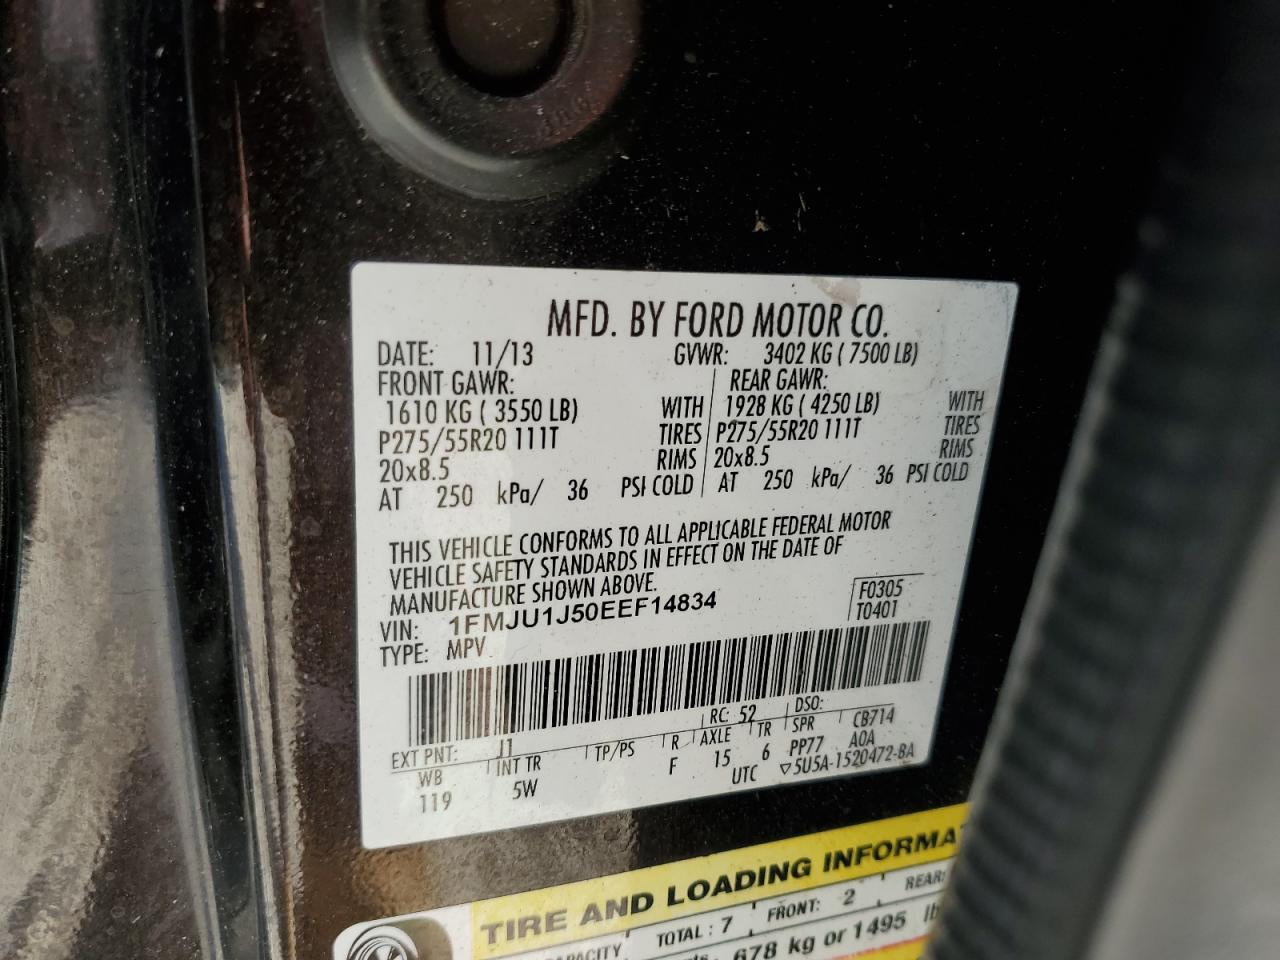 MFD. BY FORD MOTOR CO.
DATE: 11/13 GVWR: 3402 KG ( 7500 LB)
FRONT GAWR: REAR GAWR:
1610 KG ( 3550 LB) WITH 1928 KG ( 4250 LB) WITH
P275/55R20 111T TIRES P275/55R20 111T TIRES
20x8.5 RIMS 20x8.5 RIMS
AT 250 kPa/ 36 PSI COLD AT 250 kPa/ 36 PSI COLD
THIS VEHICLE CONFORMS TO ALL APPLICABLE FEDERAL MOTOR
VEHICLE SAFETY STANDARDS IN EFFECT ON THE DATE OF
MANUFACTURE SHOWN ABOVE.
VIN: 1FMJU1J50EEF14834 F0305
TYPE: MPV T0401
EXT PNT: J1 RC: 52 DSO:
WB INT TR TP/PS R AXLE TR SPR CB714
119 5W F 15 6 PP77 A0A
UTC ▽5U5A-1520472-BA
TIRE AND LOADING INFORMA
TOTAL : 7 FRONT: 2 REAR:
678 kg or 1495 lb